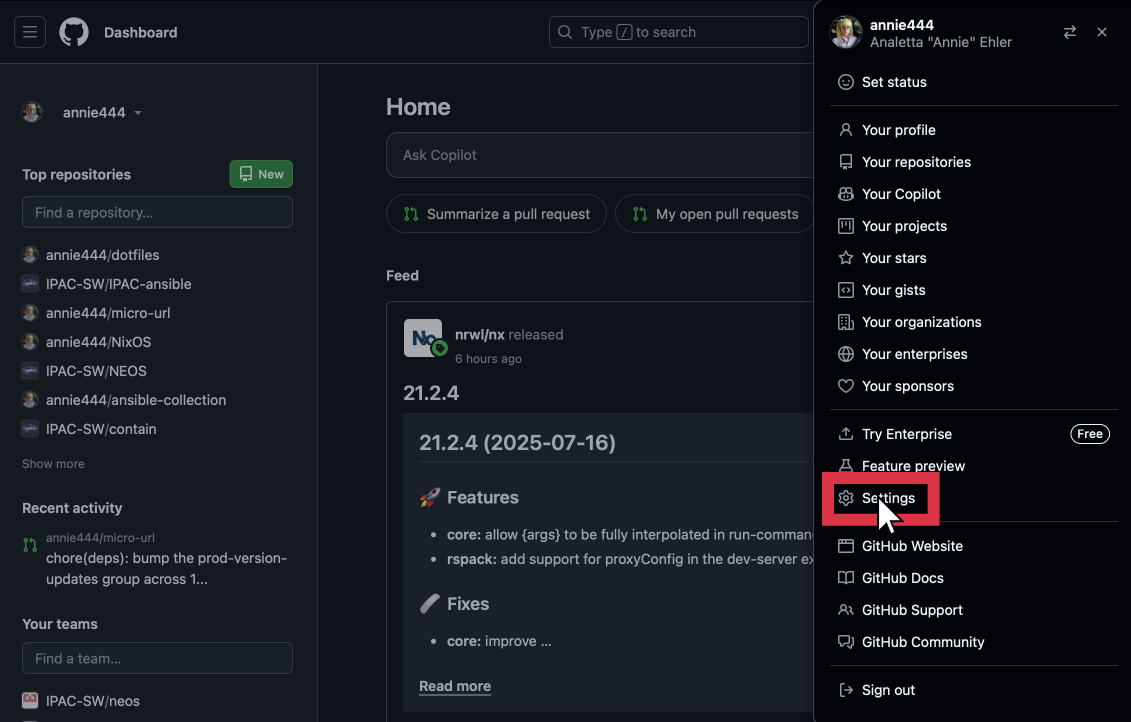 Dashboard
Type / to search
annie444
Analetta "Annie" Ehler
annie444
Top repositories
New
Find a repository...
annie444/dotfiles
IPAC-SW/IPAC-ansible
annie444/micro-url
annie444/NixOS
IPAC-SW/NEOS
annie444/ansible-collection
IPAC-SW/contain
Show more
Recent activity
annie444/micro-url
chore(deps): bump the prod-version-
updates group across 1...
Your teams
Find a team...
IPAC-SW/neos
Home
Ask Copilot
Summarize a pull request
My open pull requests
Feed
nrwl/nx released
6 hours ago
21.2.4
21.2.4 (2025-07-16)
🚀 Features
• core: allow {args} to be fully interpolated in run-comman
• rspack: add support for proxyConfig in the dev-server ex
🩹 Fixes
• core: improve ...
Read more
Set status
Your profile
Your repositories
Your Copilot
Your projects
Your stars
Your gists
Your organizations
Your enterprises
Your sponsors
Try Enterprise
Free
Feature preview
Settings
GitHub Website
GitHub Docs
GitHub Support
GitHub Community
Sign out